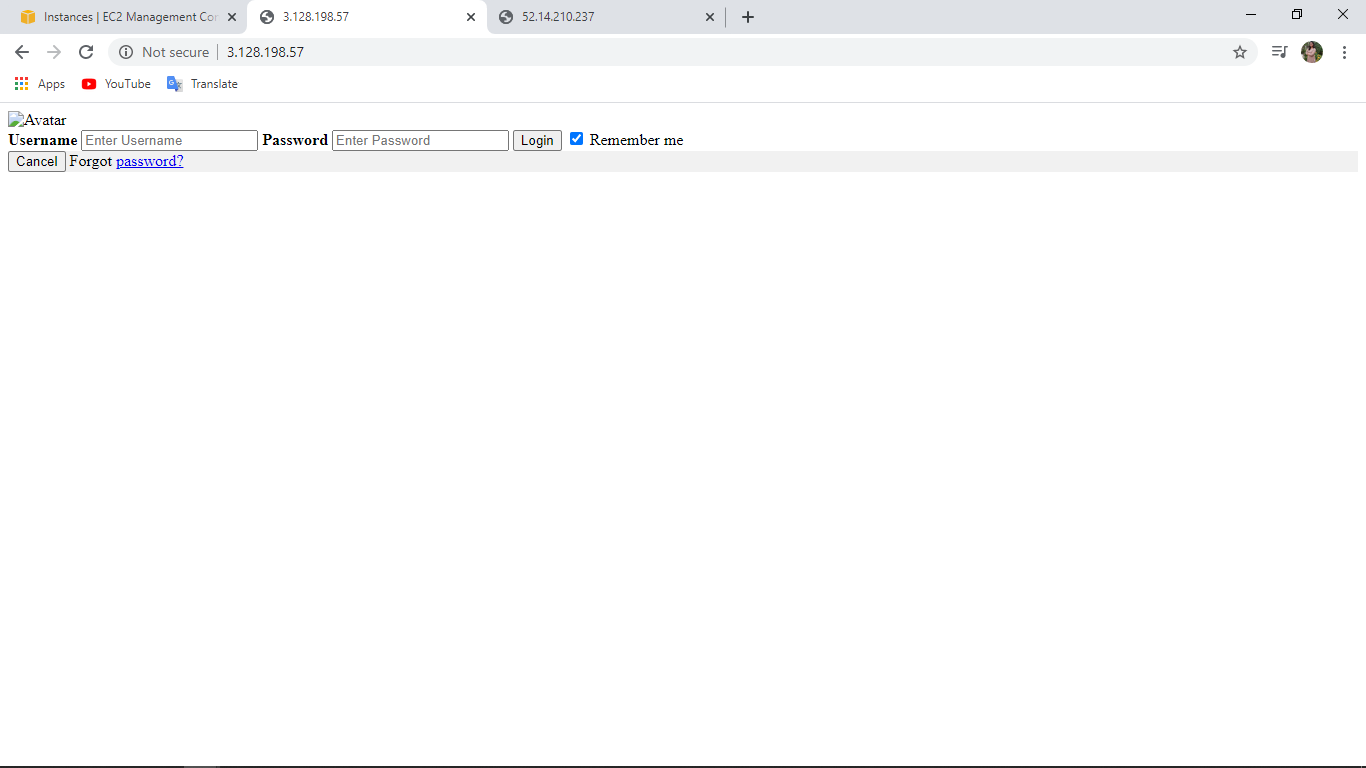 Instances | EC2 Management Con
3.128.198.57
52.14.210.237
Not secure
3.128.198.57
Apps
YouTube
Translate
Avatar
Username Enter Username Password Enter Password Login Remember me
Cancel Forgot password?